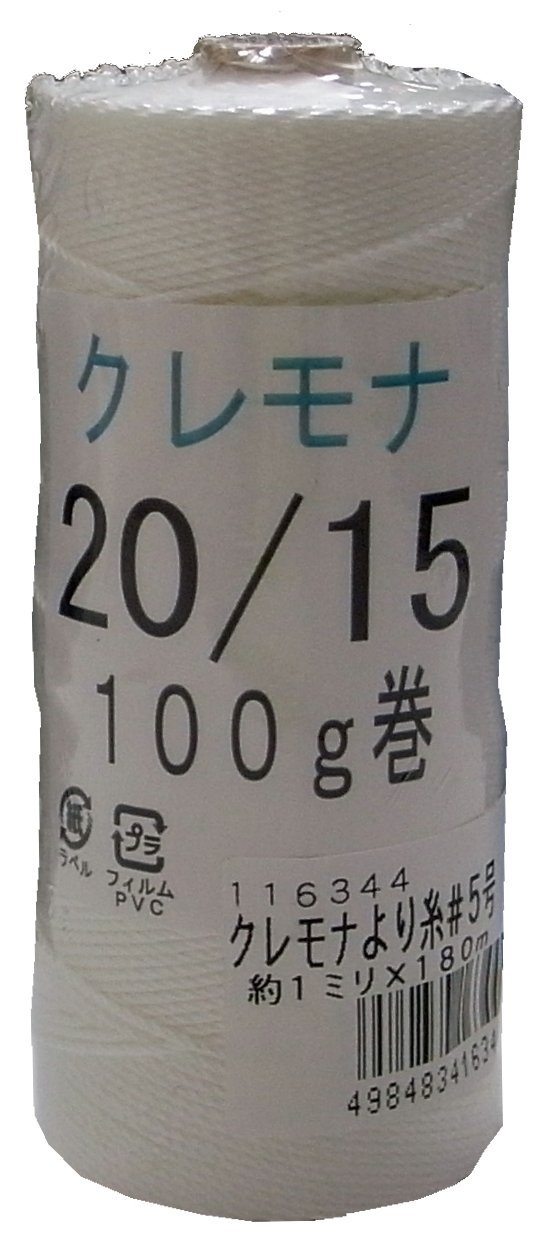 クレモナ
20/15
100g巻
紙 プラ
ラベル フィルム
PVC
116344
クレモナより糸#5号
約1ミリ×180m
49848341634